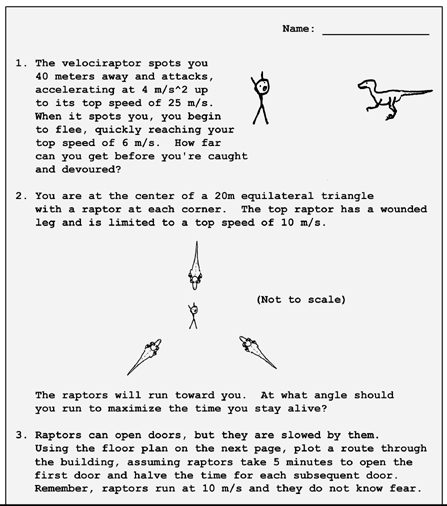 Name: ______________
1. The velociraptor spots you
40 meters away and attacks,
accelerating at 4 m/s^2 up
to its top speed of 25 m/s.
When it spots you, you begin
to flee, quickly reaching your
top speed of 6 m/s. How far
can you get before you're caught
and devoured?
2. You are at the center of a 20m equilateral triangle
with a raptor at each corner. The top raptor has a wounded
leg and is limited to a top speed of 10 m/s.
(Not to scale)
The raptors will run toward you. At what angle should
you run to maximize the time you stay alive?
3. Raptors can open doors, but they are slowed by them.
Using the floor plan on the next page, plot a route through
the building, assuming raptors take 5 minutes to open the
first door and halve the time for each subsequent door.
Remember, raptors run at 10 m/s and they do not know fear.